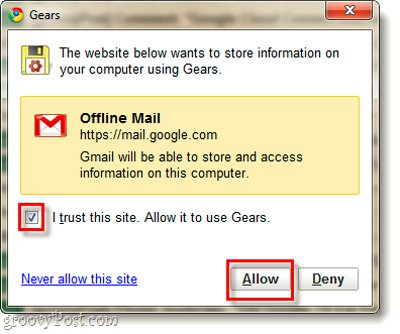 Gears
The website below wants to store information
on your computer using Gears.
Offline Mail
https://mail.google.com
Gmail will be able to store and access
information on this computer.
I trust this site. Allow it to use Gears.
Never allow this site
Allow
Deny
groovyPost.com